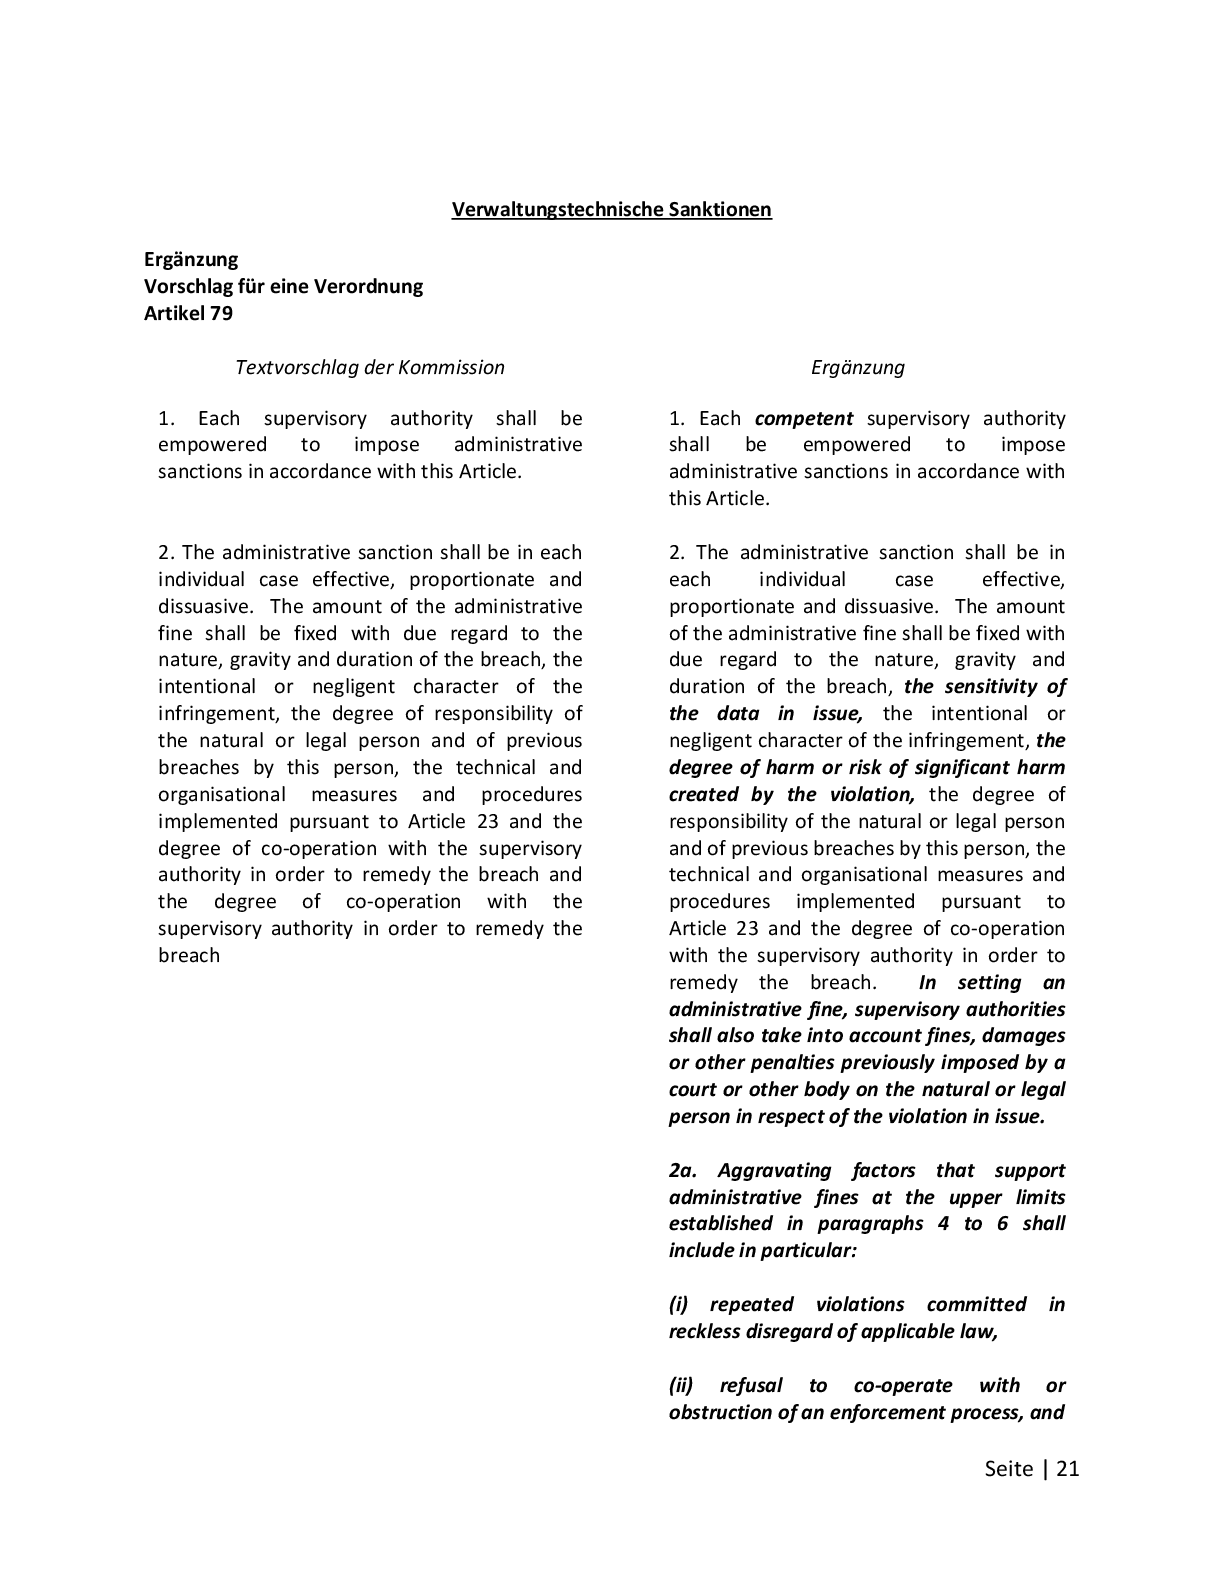 Verwaltungstechnische Sanktionen
Ergänzung
Vorschlag für eine Verordnung
Artikel 79
Textvorschlag der Kommission
1. Each supervisory authority shall be
empowered to impose administrative
sanctions in accordance with this Article.
2. The administrative sanction shall be in each
individual case effective, proportionate and
dissuasive. The amount of the administrative
fine shall be fixed with due regard to the
nature, gravity and duration of the breach, the
intentional or negligent character of the
infringement, the degree of responsibility of
the natural or legal person and of previous
breaches by this person, the technical and
organisational measures and procedures
implemented pursuant to Article 23 and the
degree of co-operation with the supervisory
authority in order to remedy the breach and
the degree of co-operation with the
supervisory authority in order to remedy the
breach
Ergänzung
1. Each competent supervisory authority
shall be empowered to impose
administrative sanctions in accordance with
this Article.
2. The administrative sanction shall be in
each individual case effective,
proportionate and dissuasive. The amount
of the administrative fine shall be fixed with
due regard to the nature, gravity and
duration of the breach, the sensitivity of
the data in issue, the intentional or
negligent character of the infringement, the
degree of harm or risk of significant harm
created by the violation, the degree of
responsibility of the natural or legal person
and of previous breaches by this person, the
technical and organisational measures and
procedures implemented pursuant to
Article 23 and the degree of co-operation
with the supervisory authority in order to
remedy the breach. In setting an
administrative fine, supervisory authorities
shall also take into account fines, damages
or other penalties previously imposed by a
court or other body on the natural or legal
person in respect of the violation in issue.
2a. Aggravating factors that support
administrative fines at the upper limits
established in paragraphs 4 to 6 shall
include in particular:
(i) repeated violations committed in
reckless disregard of applicable law,
(ii) refusal to co-operate with or
obstruction of an enforcement process, and
Seite | 21